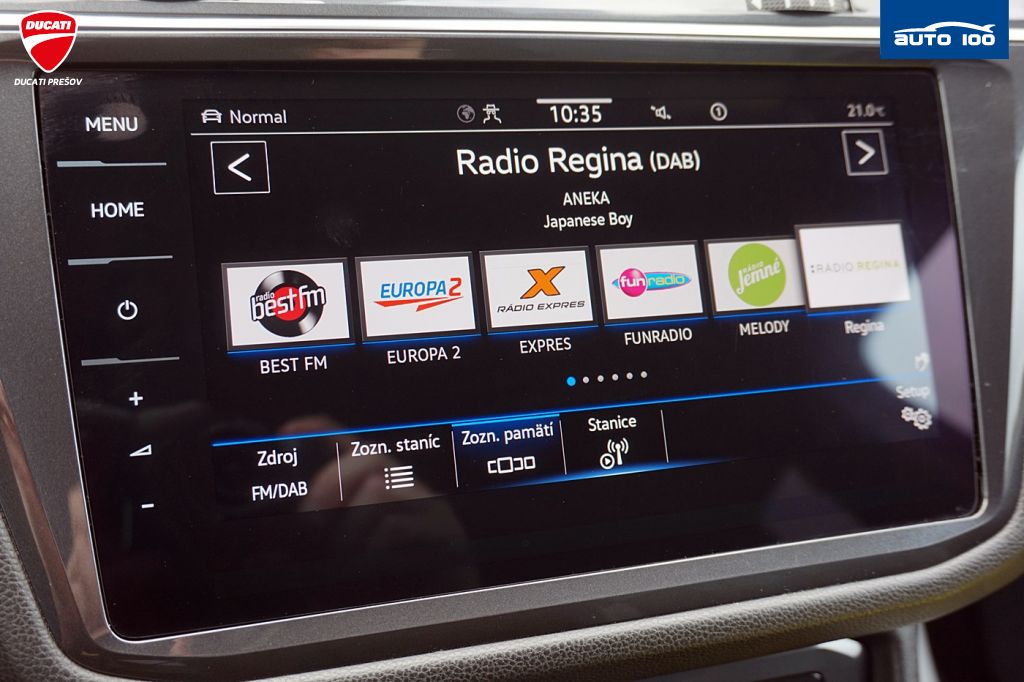 DUCATI
DUCATI PREŠOV
AUTO 100
MENU
HOME
Normal
10:35
1
21.0°C
Radio Regina (DAB)
ANEKA
Japanese Boy
radio
best fm
EUROPA 2
RÁDIO EXPRES
funradio
RÁDIO
Jemné
RÁDIO REGINA
BEST FM
EUROPA 2
EXPRES
FUNRADIO
MELODY
Regina
Setup
Zdroj
FM/DAB
Zozn. staníc
Zozn. pamätí
Stanice